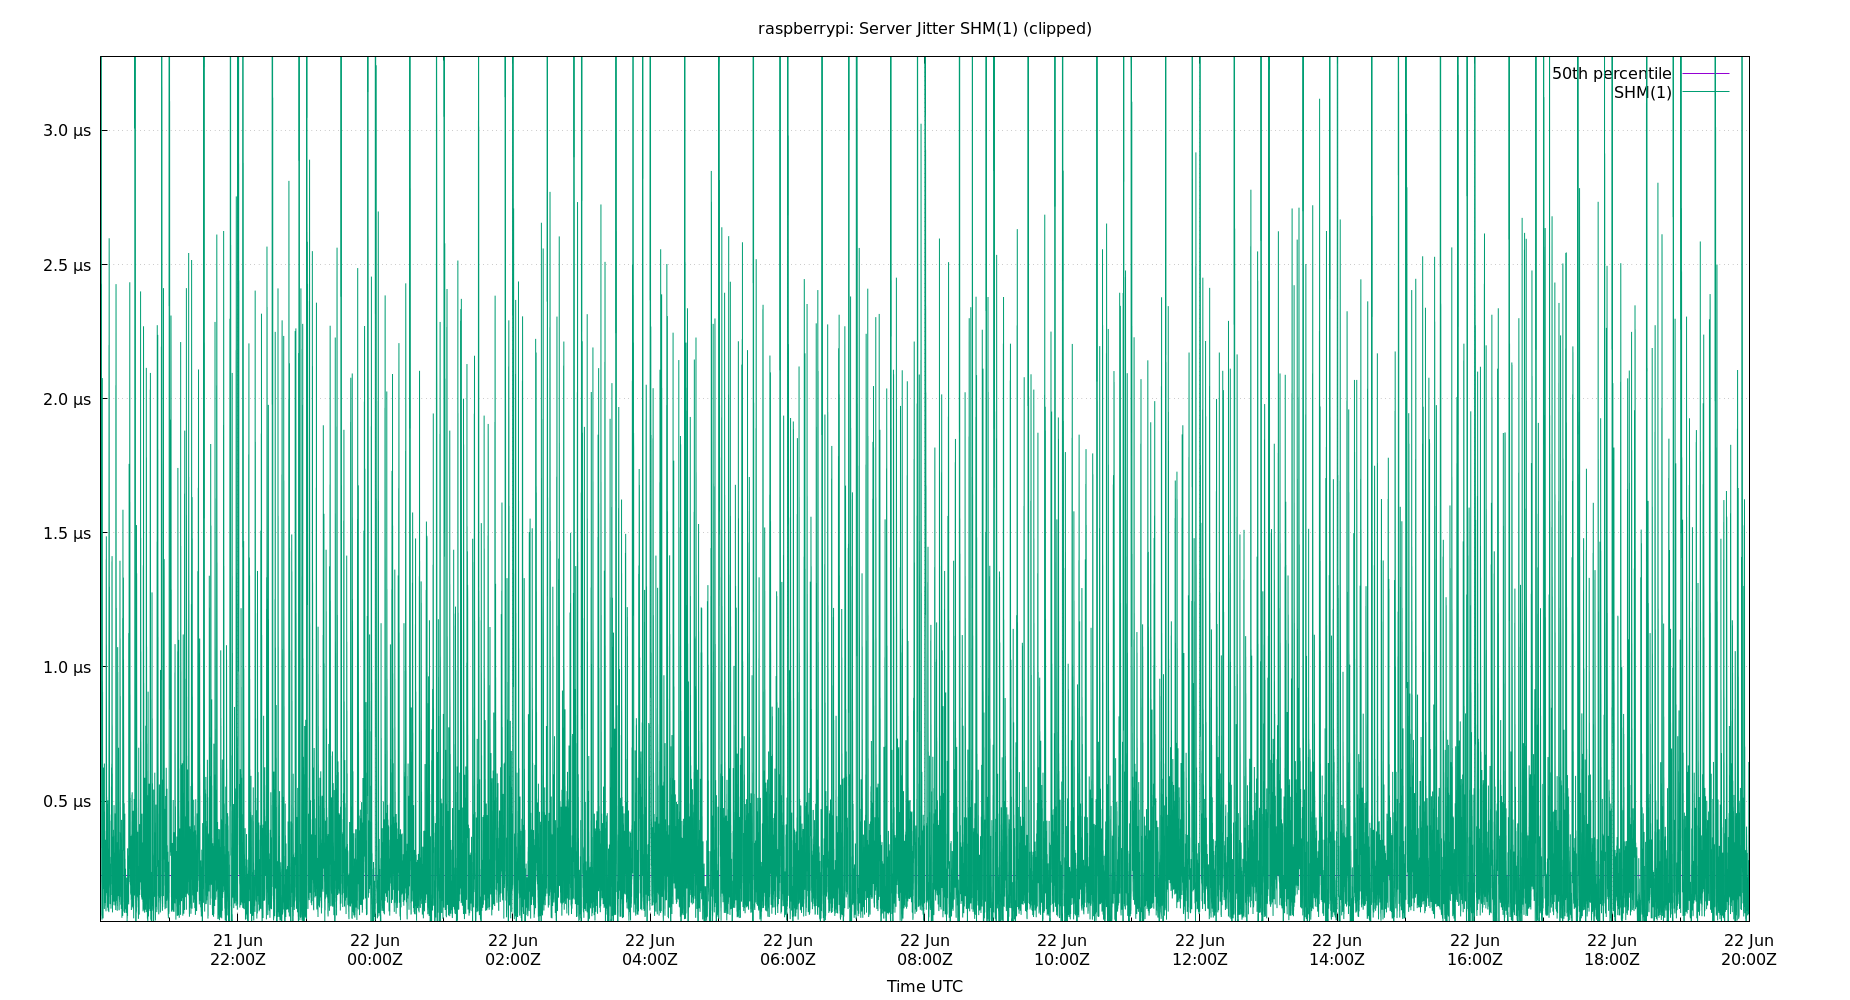 raspberrypi: Server Jitter SHM(1) (clipped)
50th percentile
SHM(1)
3.0 µs
2.5 µs
2.0 µs
1.5 µs
1.0 µs
0.5 µs
21 Jun 22 Jun 22 Jun 22 Jun 22 Jun 22 Jun 22 Jun 22 Jun 22 Jun 22 Jun 22 Jun 22 Jun
22:00Z 00:00Z 02:00Z 04:00Z 06:00Z 08:00Z 10:00Z 12:00Z 14:00Z 16:00Z 18:00Z 20:00Z
Time UTC